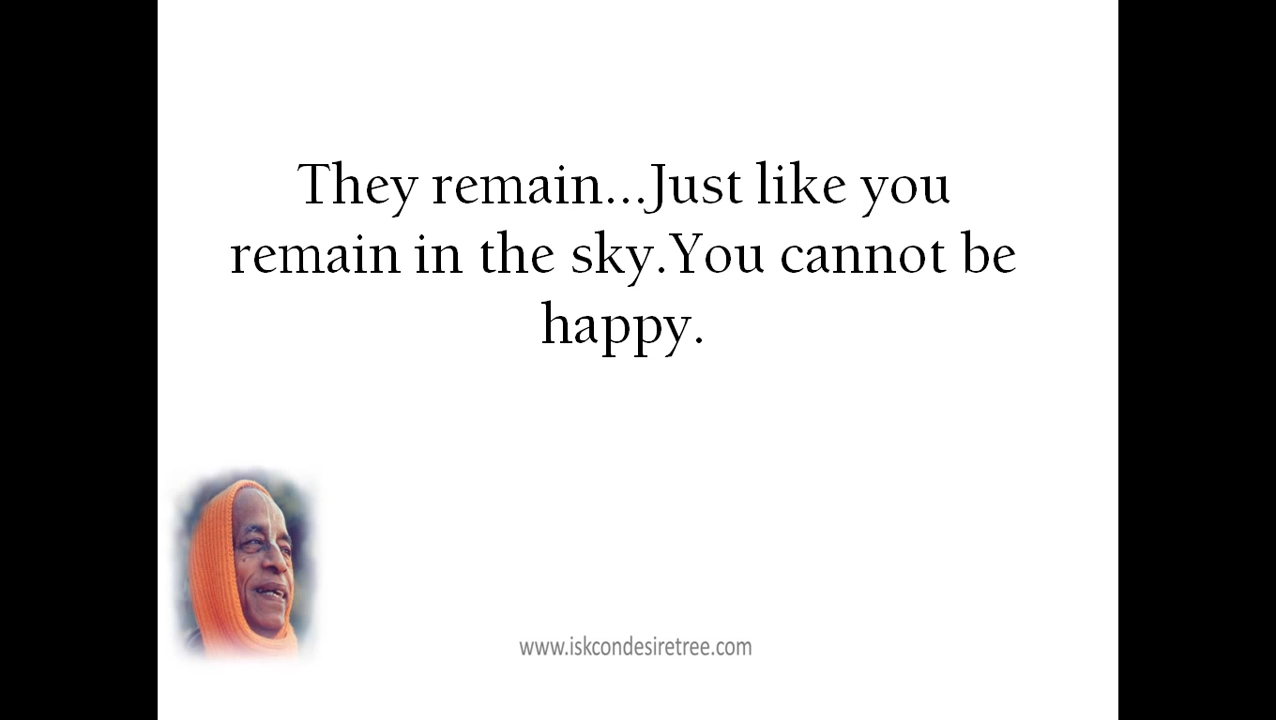 They remain...Just like you
remain in the sky.You cannot be
happy.
www.iskcondesiretree.com